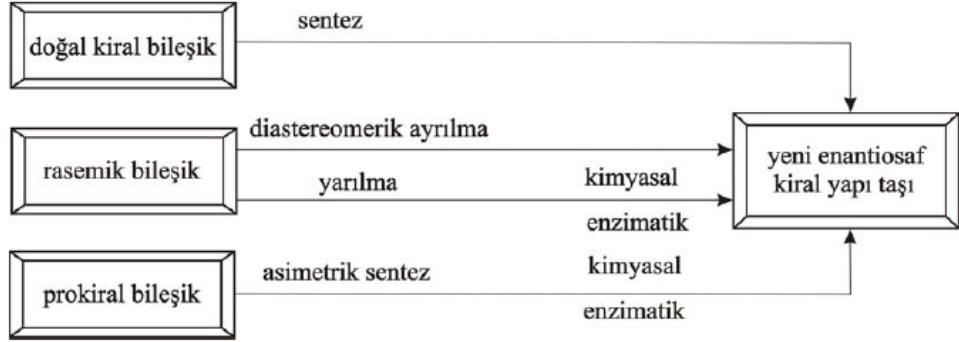 sentez
doğal kiral bileşik
diastereomerik ayrılma
rasemik bileşik
yarılma
kimyasal
enzimatik
yeni enantiosaf
kiral yapı taşı
asimetrik sentez
kimyasal
prokiral bileşik
enzimatik